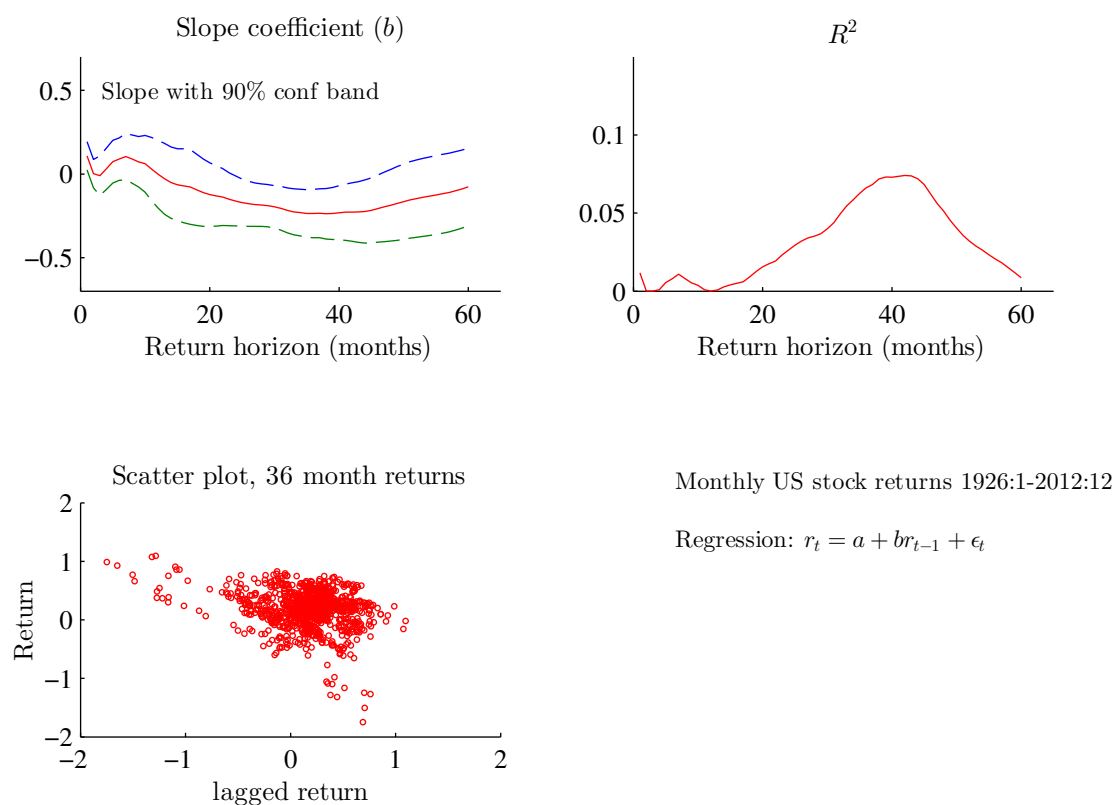 Slope coefficient (b)
0.5
0
−0.5
Slope with 90% conf band
0 20 40 60
Return horizon (months)
R²
0.1
0.05
0
0 20 40 60
Return horizon (months)
Scatter plot, 36 month returns
2
1
0
−1
−2
Return
−2 −1 0 1 2
lagged return
Monthly US stock returns 1926:1-2012:12
Regression: rₜ = a + brₜ₋₁ + ϵₜ